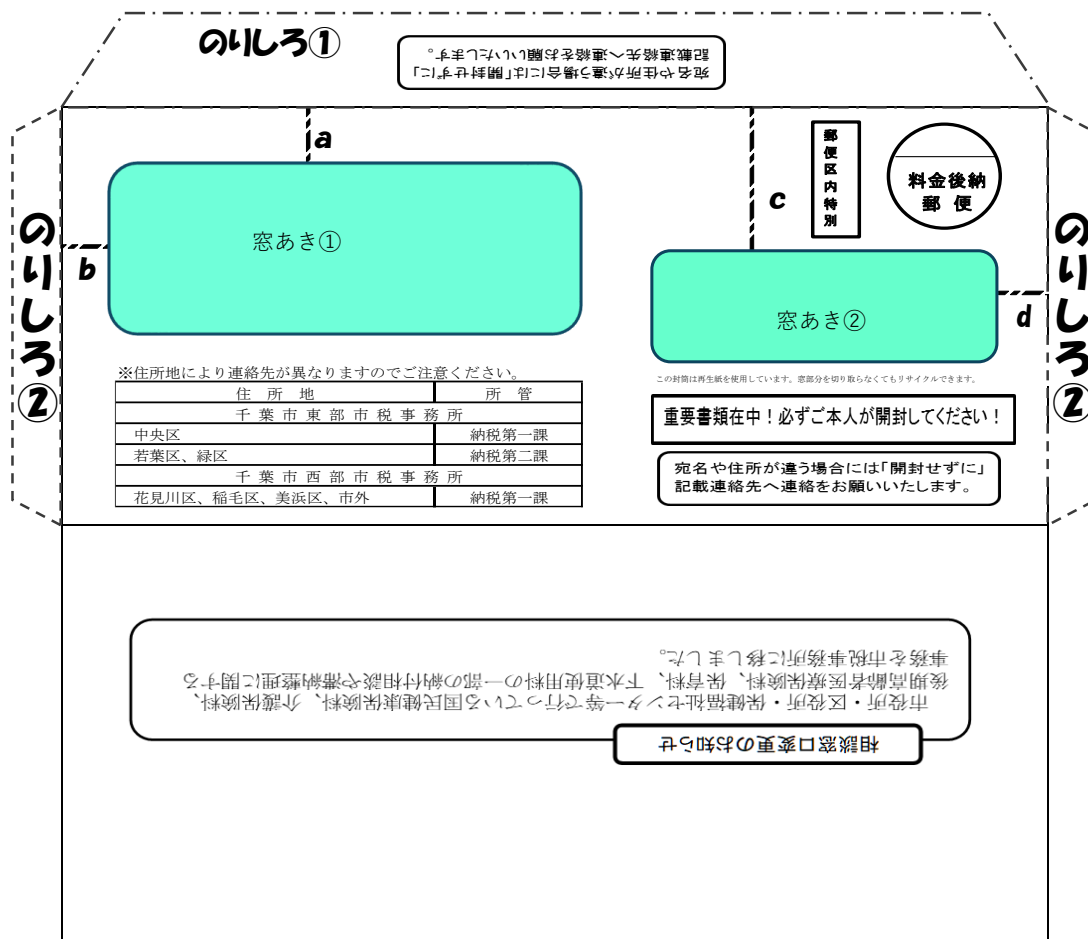 のりしろ①
宛名や住所が違う場合には「開封せずに」
記載連絡先へ連絡をお願いいたします。
のりしろ②
a
b
窓あき①
c
郵便区内特別
料金後納
郵 便
窓あき②
d
のりしろ②
※住所地により連絡先が異なりますのでご注意ください。
住 所 地 所 管
千 葉 市 東 部 市 税 事 務 所
中央区 納税第一課
若葉区、緑区 納税第二課
千 葉 市 西 部 市 税 事 務 所
花見川区、稲毛区、美浜区、市外 納税第一課
この封筒は再生紙を使用しています。窓部分を切り取らなくてもリサイクルできます。
重要書類在中！必ずご本人が開封してください！
宛名や住所が違う場合には「開封せずに」
記載連絡先へ連絡をお願いいたします。
相談窓口変更のお知らせ
市役所・区役所・保健福祉センター等で行っている国民健康保険料、介護保険料、
後期高齢者医療保険料、保育料、下水道使用料の一部の納付相談や滞納整理に関する
事務を市税事務所に移しました。